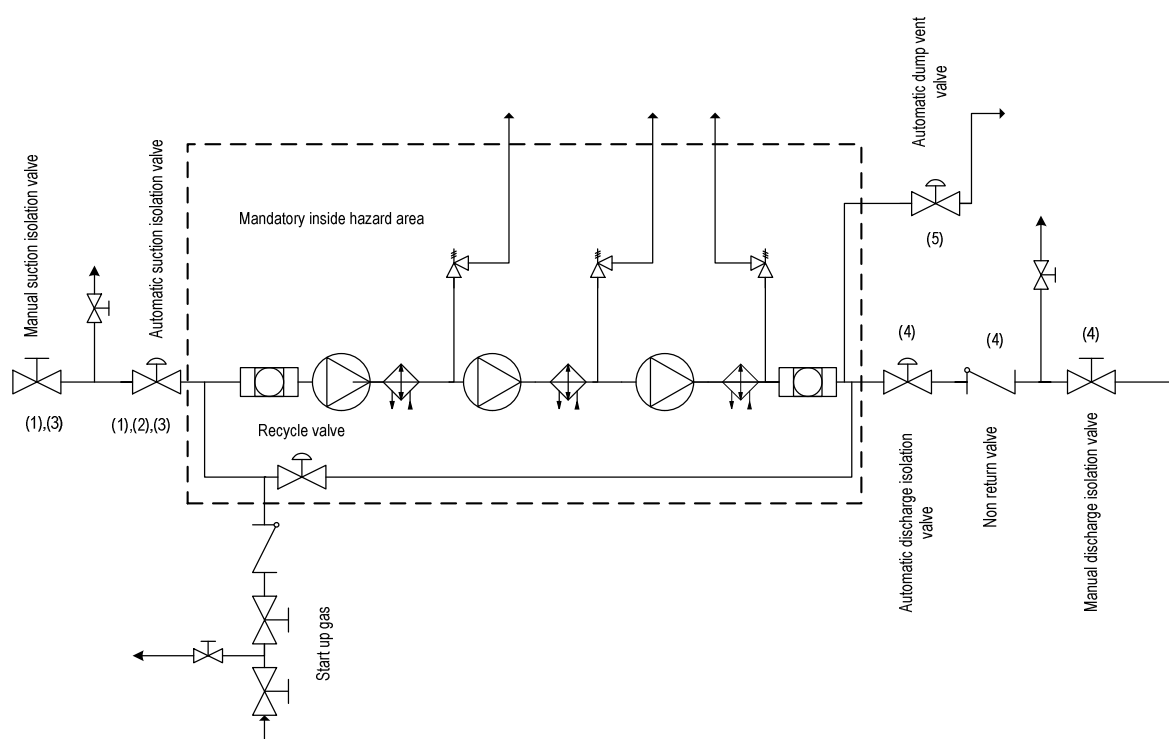 Manual suction isolation valve
Automatic suction isolation valve
Mandatory inside hazard area
Automatic dump vent
valve
(5)
(4)
(4)
(4)
(1),(3)
(1),(2),(3)
Recycle valve
Start up gas
Automatic discharge isolation
valve
Non return valve
Manual discharge isolation valve